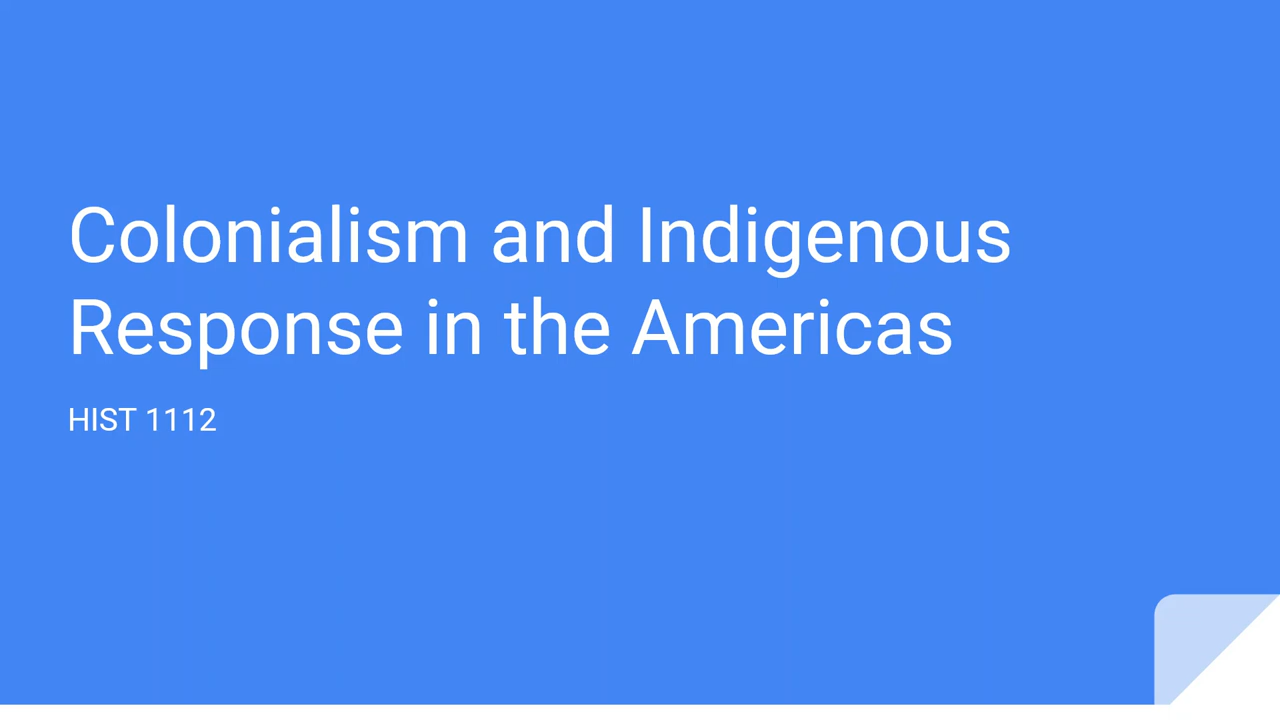 Colonialism and Indigenous
Response in the Americas
HIST 1112